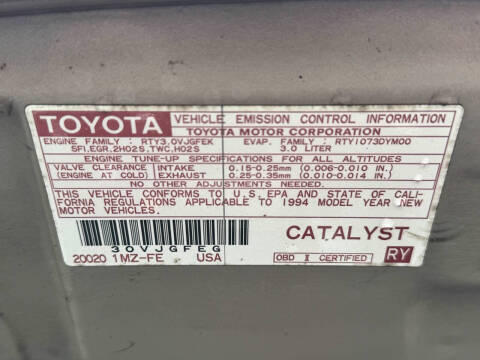 TOYOTA VEHICLE EMISSION CONTROL INFORMATION
TOYOTA MOTOR CORPORATION
ENGINE FAMILY : RTY3.0VJGFEK EVAP. FAMILY : RTY1073DYM00
SFI,EGR,2HO2S,TWC,HO2S 3.0 LITER
ENGINE TUNE-UP SPECIFICATIONS FOR ALL ALTITUDES
VALVE CLEARANCE INTAKE 0.15-0.25mm (0.006-0.010 IN.)
(ENGINE AT COLD) EXHAUST 0.25-0.35mm (0.010-0.014 IN.)
NO OTHER ADJUSTMENTS NEEDED.
THIS VEHICLE CONFORMS TO U.S. EPA AND STATE OF CALI-
FORNIA REGULATIONS APPLICABLE TO 1994 MODEL YEAR NEW
MOTOR VEHICLES.
30VJGFEG
CATALYST
20020 1MZ-FE USA
OBD II CERTIFIED
RY